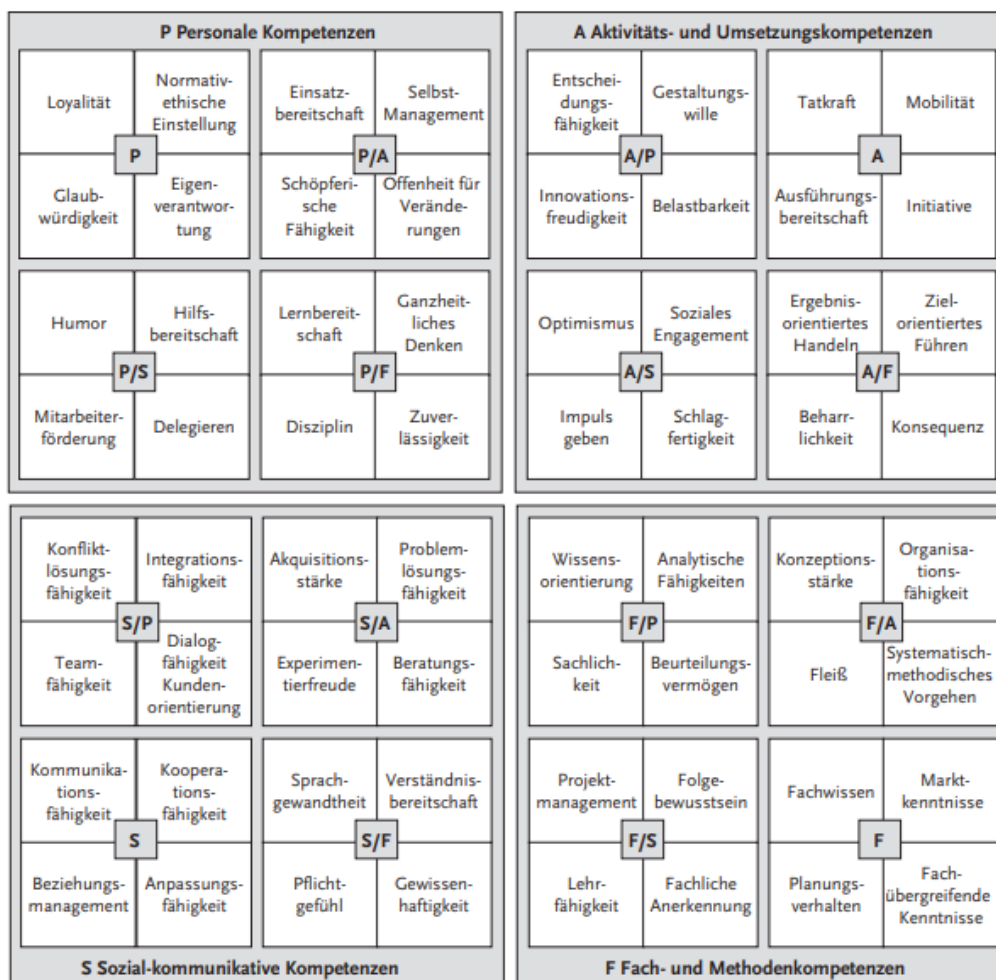 P Personale Kompetenzen
Loyalität
Normativ-
ethische
Einstellung
P
Glaub-
würdigkeit
Eigen-
verantwor-
tung
Einsatz-
bereitschaft
Selbst-
Management
P/A
Schöpferi-
sche
Fähigkeit
Offenheit für
Verände-
rungen
Humor
Hilfs-
bereitschaft
P/S
Mitarbeiter-
förderung
Delegieren
Lernbereit-
schaft
Ganzheit-
liches
Denken
P/F
Disziplin
Zuver-
lässigkeit
A Aktivitäts- und Umsetzungskompetenzen
Entschei-
dungs-
fähigkeit
Gestaltungs-
wille
A/P
Innovations-
freudigkeit
Belastbarkeit
Tatkraft
Mobilität
A
Ausführungs-
bereitschaft
Initiative
Optimismus
Soziales
Engagement
A/S
Impuls
geben
Schlag-
fertigkeit
Ergebnis-
orientiertes
Handeln
Ziel-
orientiertes
Führen
A/F
Beharr-
lichkeit
Konsequenz
Konflikt-
lösungs-
fähigkeit
Integrations-
fähigkeit
S/P
Team-
fähigkeit
Dialog-
fähigkeit
Kunden-
orientierung
Akquisitions-
stärke
Problem-
lösungs-
fähigkeit
S/A
Experimen-
tierfreude
Beratungs-
fähigkeit
Kommunika-
tions-
fähigkeit
Koopera-
tions-
fähigkeit
S
Beziehungs-
management
Anpassungs-
fähigkeit
Sprach-
gewandtheit
Verständnis-
bereitschaft
S/F
Pflicht-
gefühl
Gewissen-
haftigkeit
S Sozial-kommunikative Kompetenzen
Wissens-
orientierung
Analytische
Fähigkeiten
F/P
Sachlich-
keit
Beurteilungs-
vermögen
Konzeptions-
stärke
Organisa-
tions-
fähigkeit
F/A
Fleiß
Systematisch-
methodisches
Vorgehen
Projekt-
management
Folge-
bewusstsein
F/S
Lehr-
fähigkeit
Fachliche
Anerkennung
Fachwissen
Markt-
kenntnisse
F
Planungs-
verhalten
Fach-
übergreifende
Kenntnisse
F Fach- und Methodenkompetenzen